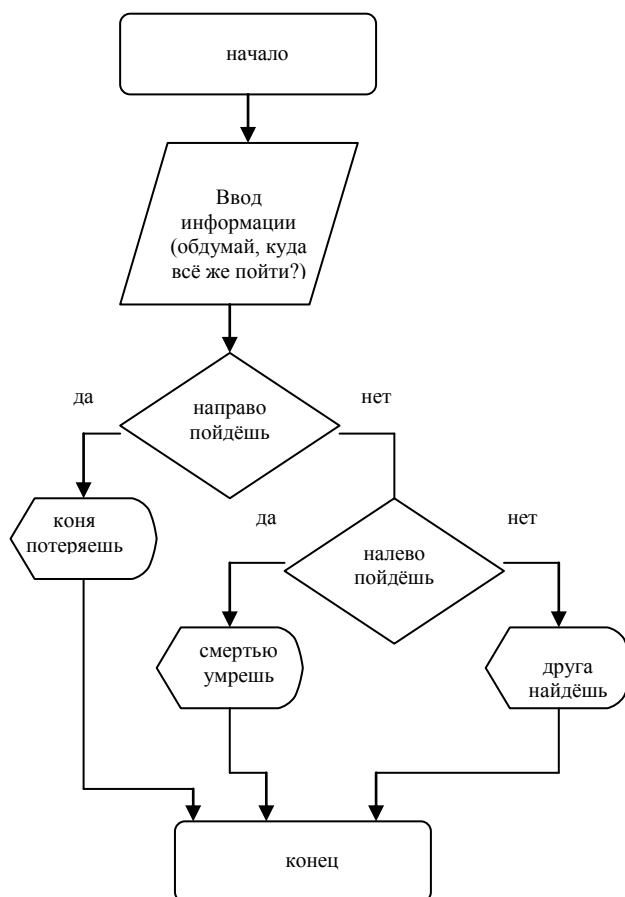 начало
Ввод
информации
(обдумай, куда
всё же пойти?)
да
нет
направо
пойдёшь
коня
потеряешь
да
нет
налево
пойдёшь
смертью
умрешь
друга
найдёшь
конец